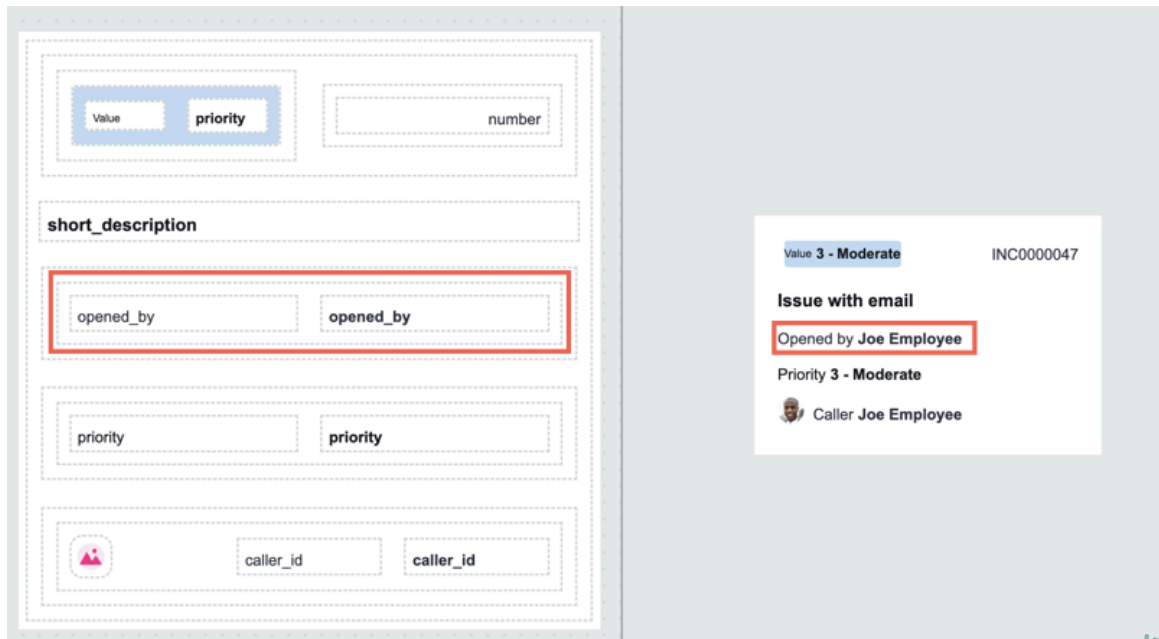 Value priority number
short_description
opened_by opened_by
priority priority
caller_id caller_id
Value 3 - Moderate INC0000047
Issue with email
Opened by Joe Employee
Priority 3 - Moderate
Caller Joe Employee